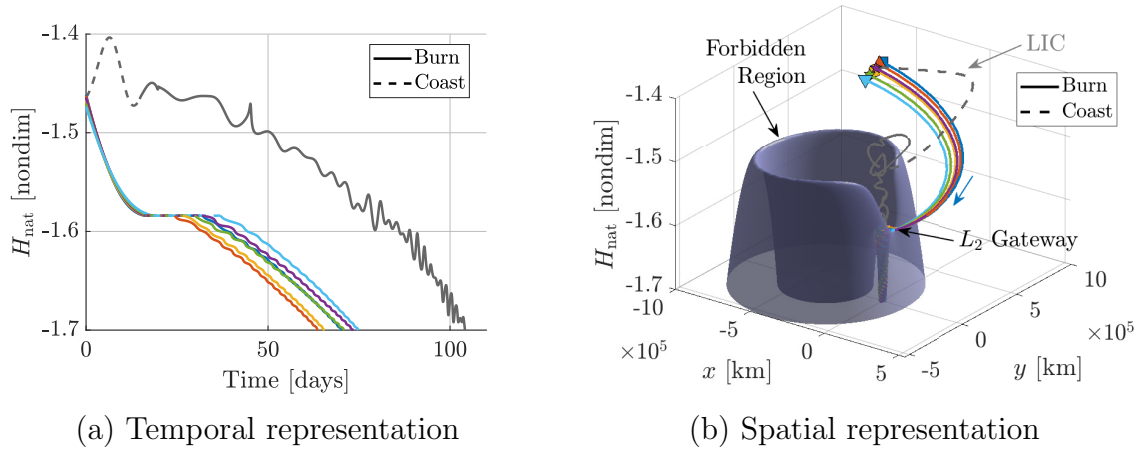 -1.4
-1.5
-1.6
-1.7
H_nat [nondim]
Burn
Coast
0
50
100
Time [days]
(a) Temporal representation
Forbidden
Region
LIC
Burn
Coast
-1.4
-1.5
-1.6
-1.7
H_nat [nondim]
L_2 Gateway
-10
-5
0
5
×10^5
x [km]
-5
0
5
10
×10^5
y [km]
(b) Spatial representation